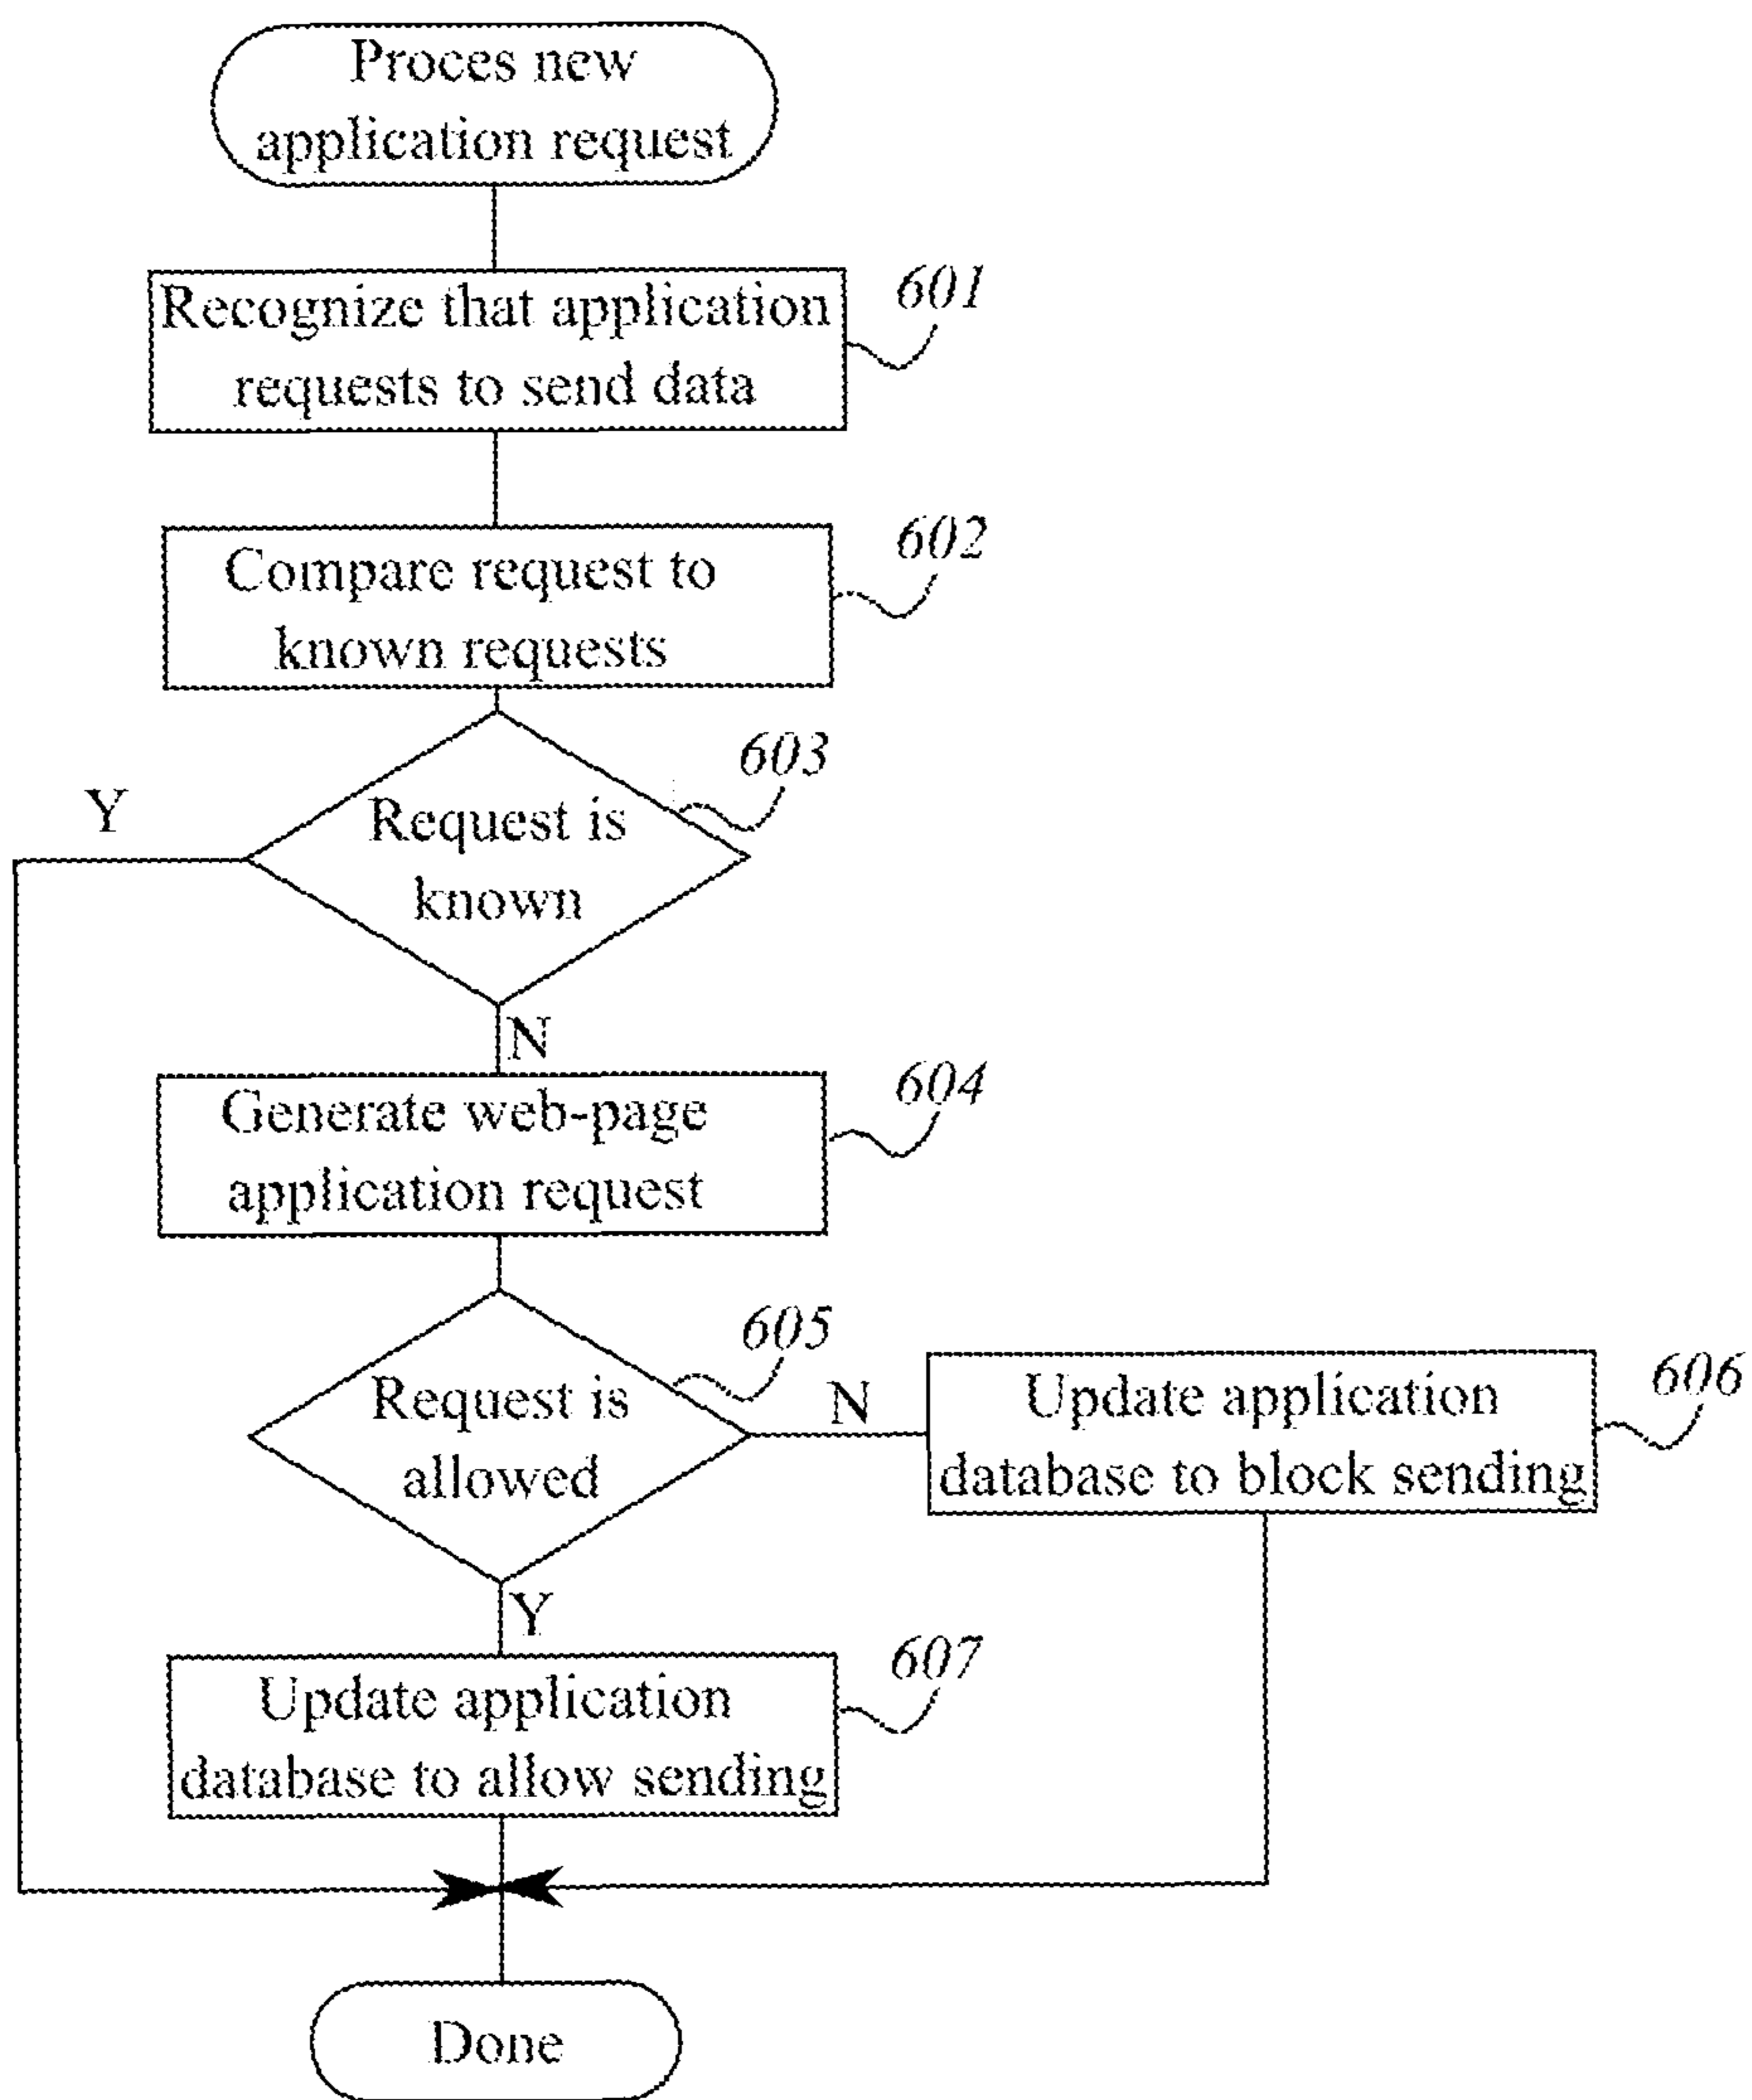 Proces new
application request
Recognize that application
requests to send data
601
Compare request to
known requests
602
Request is
known
603
Y
N
Generate web-page
application request
604
Request is
allowed
605
N
Update application
database to block sending
606
Y
Update application
database to allow sending
607
Done